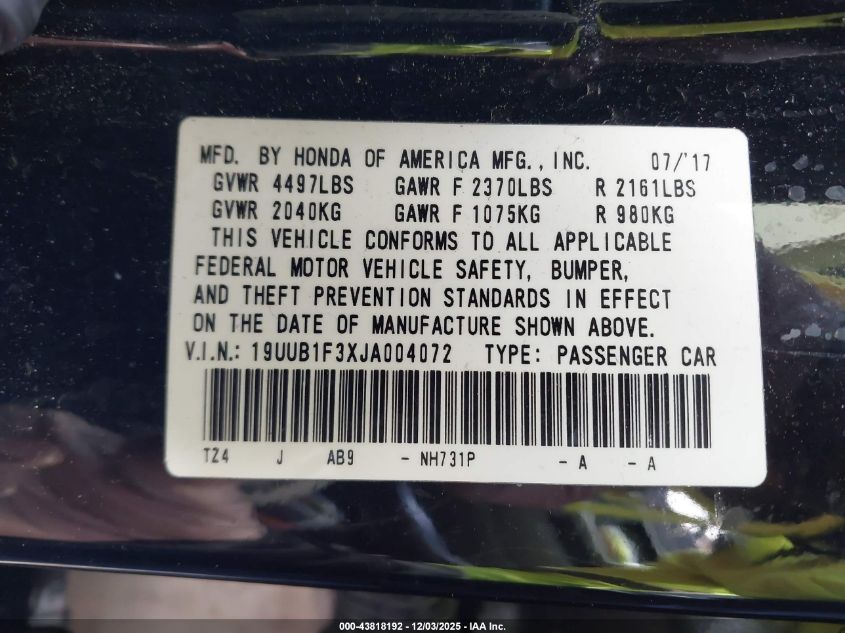 MFD. BY HONDA OF AMERICA MFG., INC. 07/'17
GVWR 4497LBS GAWR F 2370LBS R 2161LBS
GVWR 2040KG GAWR F 1075KG R 980KG
THIS VEHICLE CONFORMS TO ALL APPLICABLE
FEDERAL MOTOR VEHICLE SAFETY, BUMPER,
AND THEFT PREVENTION STANDARDS IN EFFECT
ON THE DATE OF MANUFACTURE SHOWN ABOVE.
V.I.N.: 19UUB1F3XJA004072 TYPE: PASSENGER CAR
TZ4 J AB9 - NH731P - A - A
000-43818192 - 12/03/2025 - IAA Inc.